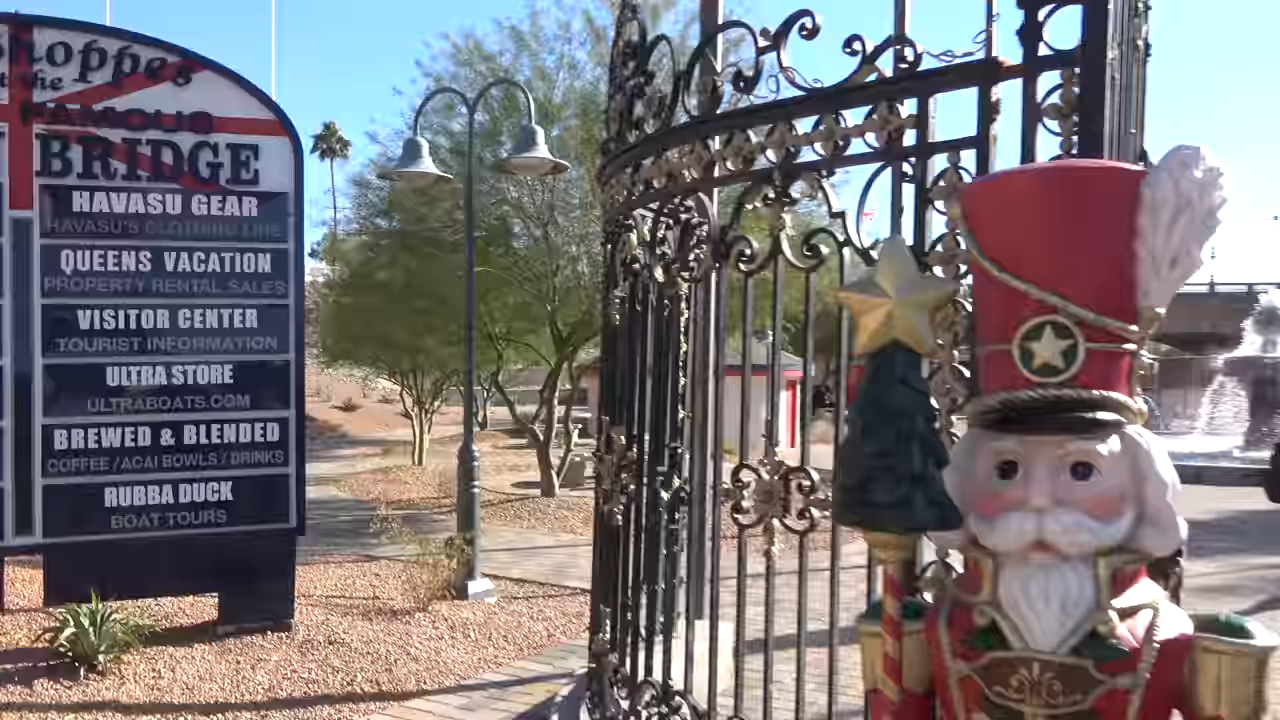 Shoppes
at the
FAMOUS
BRIDGE
HAVASU GEAR
HAVASU'S CLOTHING LINE
QUEENS VACATION
PROPERTY RENTAL SALES
VISITOR CENTER
TOURIST INFORMATION
ULTRA STORE
ULTRABOATS.COM
BREWED & BLENDED
COFFEE / ACAI BOWLS / DRINKS
RUBBA DUCK
BOAT TOURS